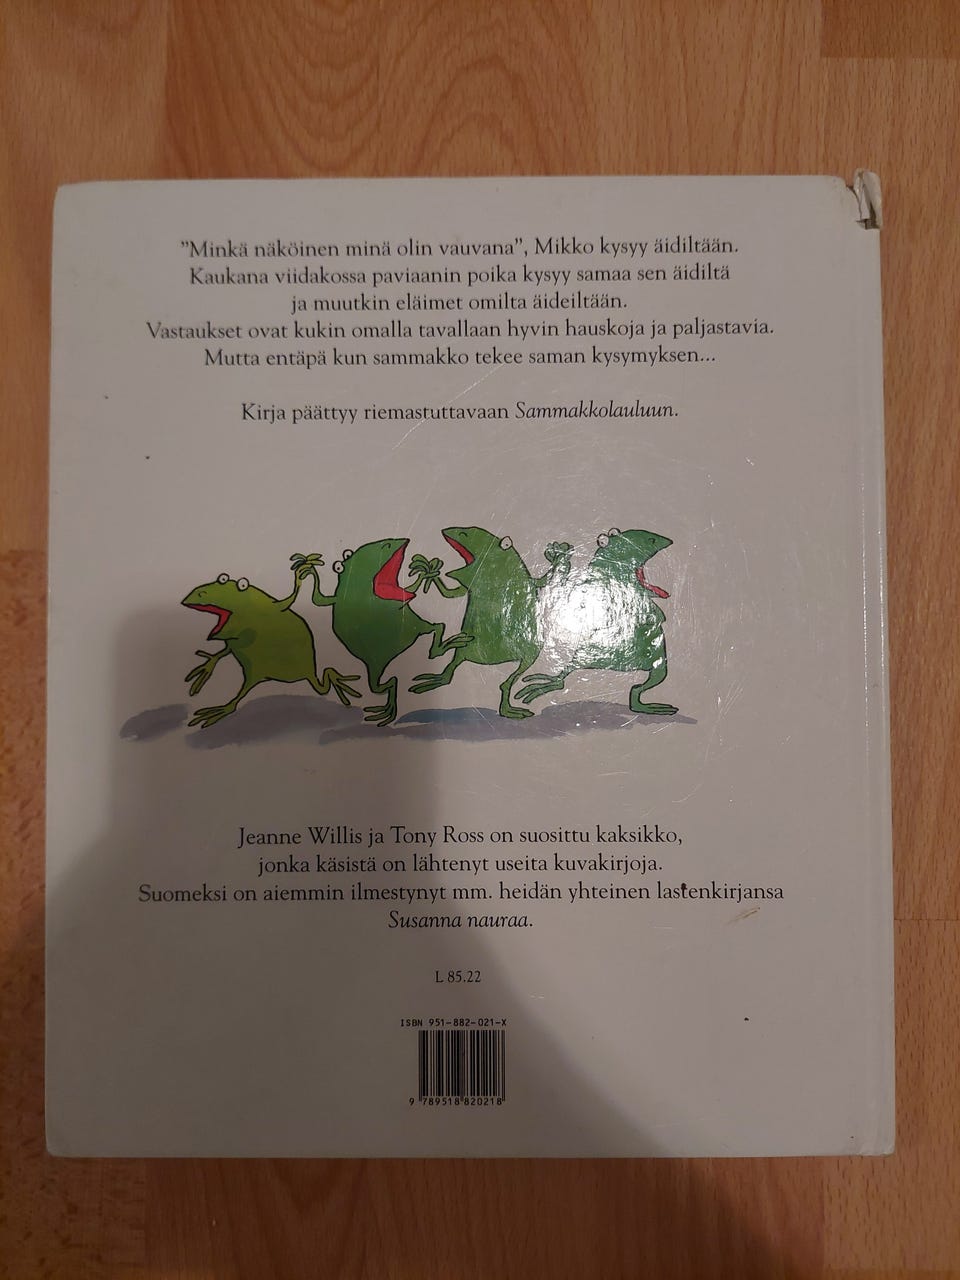 ”Minkä näköinen minä olin vauvana”, Mikko kysyy äidiltään.
Kaukana viidakossa paviaanin poika kysyy samaa sen äidiltä
ja muutkin eläimet omilta äideiltään.
Vastaukset ovat kukin omalla tavallaan hyvin hauskoja ja paljastavia.
Mutta entäpä kun sammakko tekee saman kysymyksen...
Kirja päättyy riemastuttavaan Sammakkolauluun.
Jeanne Willis ja Tony Ross on suosittu kaksikko,
jonka käsistä on lähtenyt useita kuvakirjoja.
Suomeksi on aiemmin ilmestynyt mm. heidän yhteinen lastenkirjansa
Susanna nauraa.
L 85.22
ISBN 951-882-021-X
9 789518 820218